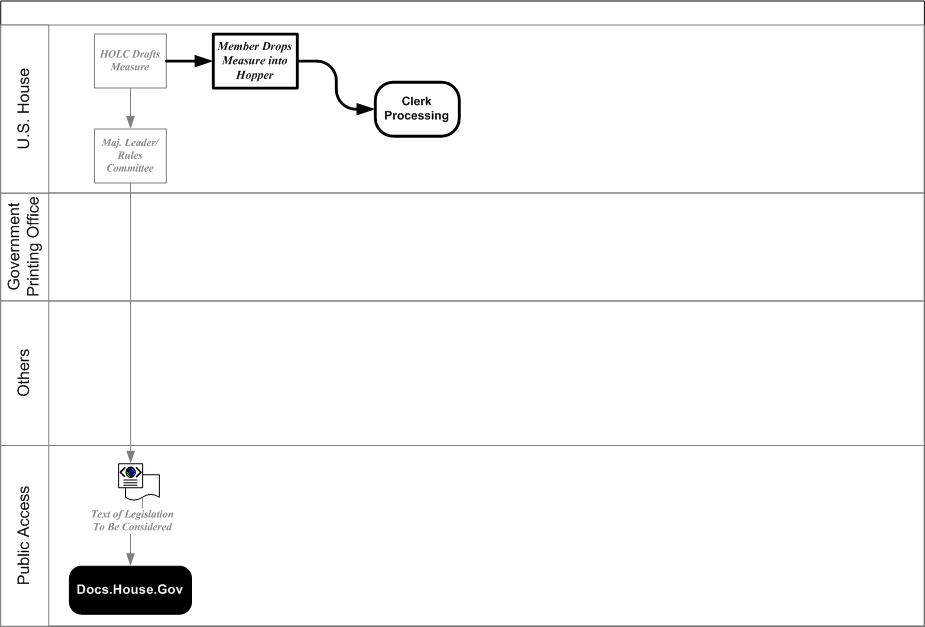 U.S. House
HOLC Drafts
Measure
Member Drops
Measure into
Hopper
Clerk
Processing
Maj. Leader/
Rules
Committee
Government
Printing Office
Others
Public Access
Text of Legislation
To Be Considered
Docs.House.Gov